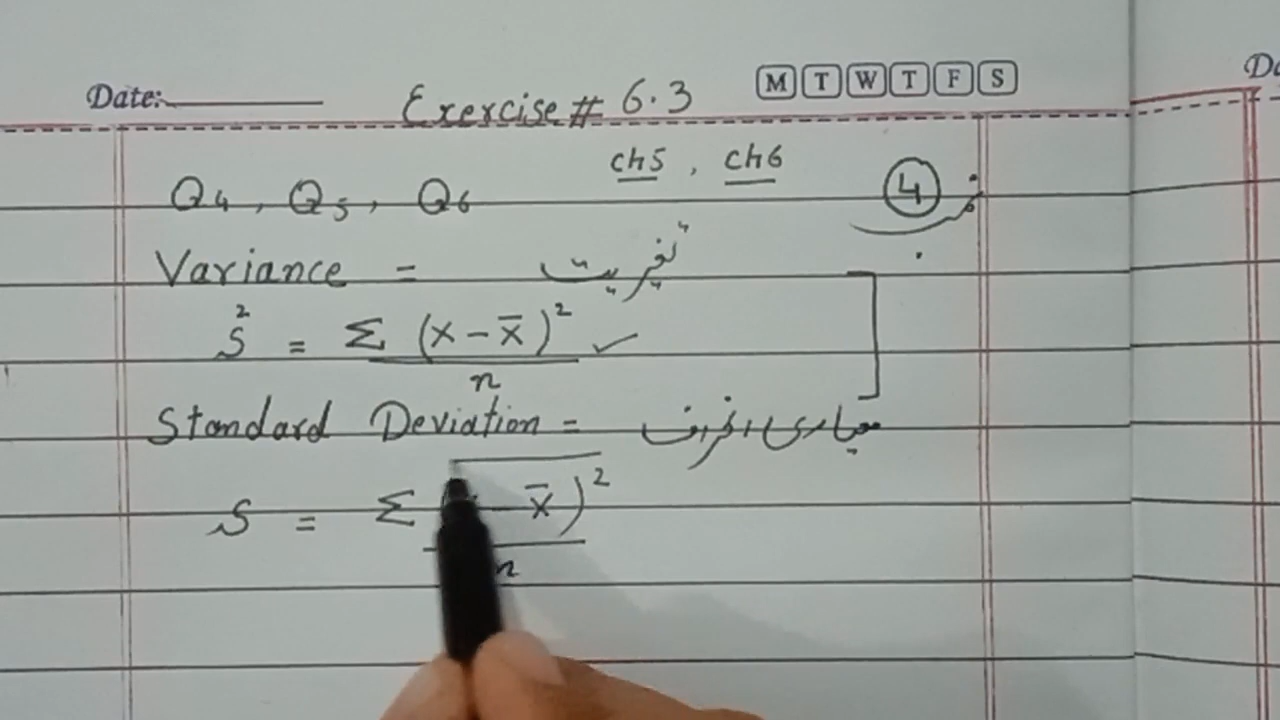 Date: M T W T F S
Exercise # 6.3
ch5 , ch6
Q4 , Q5 , Q6 4
Variance = تغیریت
S² = Σ (x - x̄)² ✓
n
Standard Deviation = معیاری انحراف
S = Σ - x̄)²
n